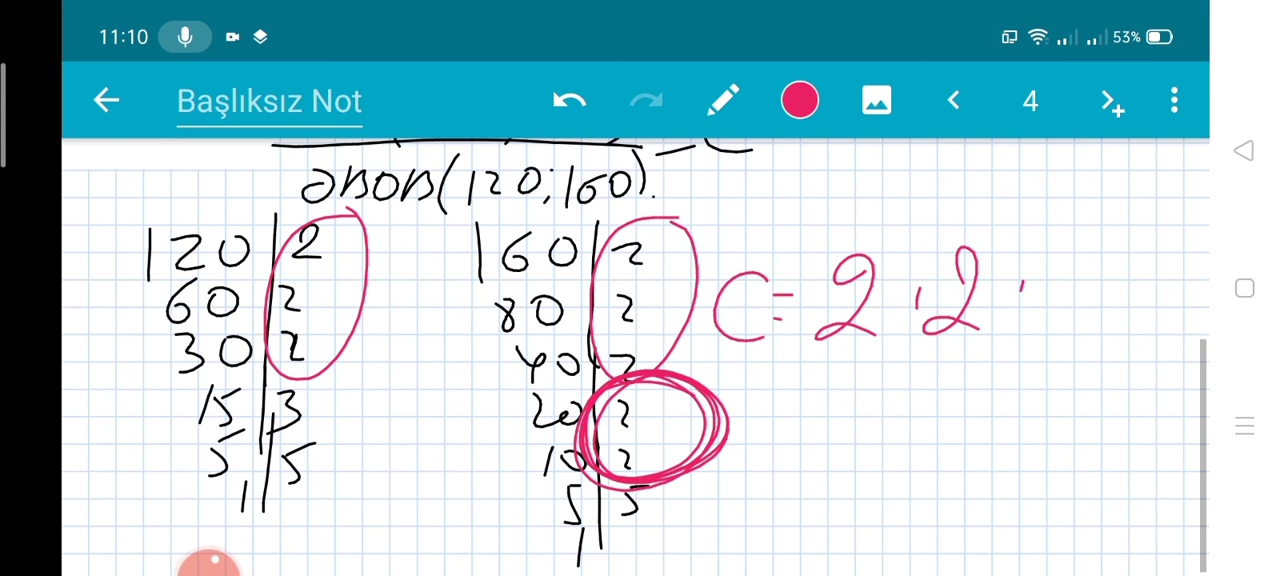 11:10 53%
Başlıksız Not 4
ƏBOB(120;160).
120 2 160 2 C=2·2·
60 2 80 2
30 2 40 2
15 3 20 2
5 5 10 2
1 5 5
1